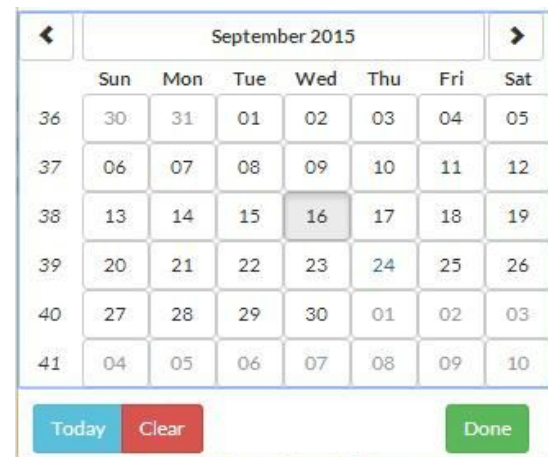 September 2015
Sun Mon Tue Wed Thu Fri Sat
36 30 31 01 02 03 04 05
37 06 07 08 09 10 11 12
38 13 14 15 16 17 18 19
39 20 21 22 23 24 25 26
40 27 28 29 30 01 02 03
41 04 05 06 07 08 09 10
Today Clear Done